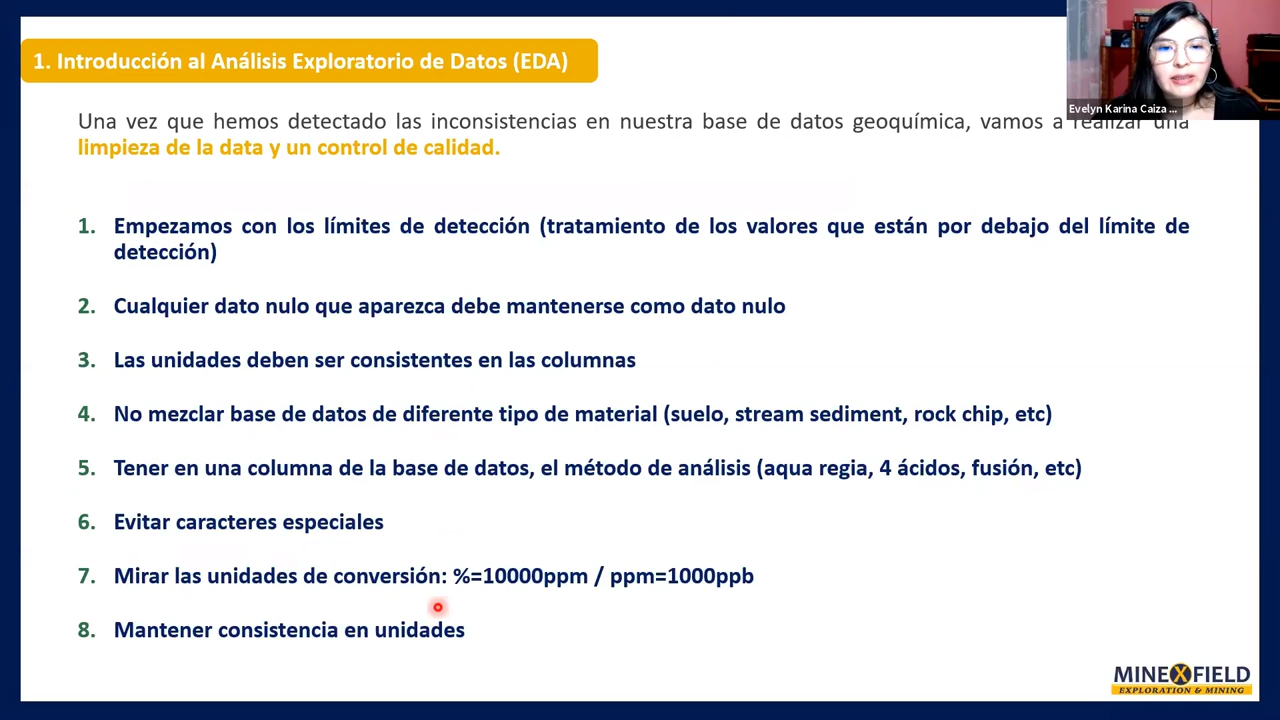 1. Introducción al Análisis Exploratorio de Datos (EDA)
Evelyn Karina Caiza ...
Una vez que hemos detectado las inconsistencias en nuestra base de datos geoquímica, vamos a realizar una
limpieza de la data y un control de calidad.
1. Empezamos con los límites de detección (tratamiento de los valores que están por debajo del límite de
detección)
2. Cualquier dato nulo que aparezca debe mantenerse como dato nulo
3. Las unidades deben ser consistentes en las columnas
4. No mezclar base de datos de diferente tipo de material (suelo, stream sediment, rock chip, etc)
5. Tener en una columna de la base de datos, el método de análisis (aqua regia, 4 ácidos, fusión, etc)
6. Evitar caracteres especiales
7. Mirar las unidades de conversión: %=10000ppm / ppm=1000ppb
8. Mantener consistencia en unidades
MINEXFIELD
EXPLORATION & MINING